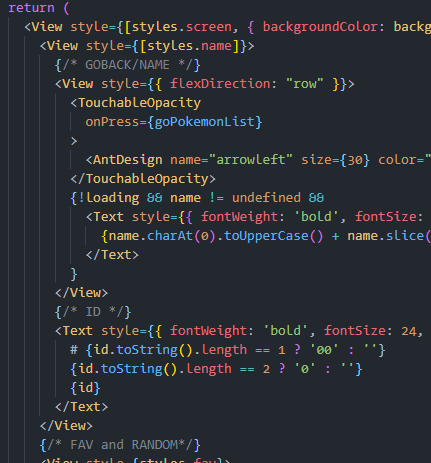 return (
<View style={[styles.screen, { backgroundColor: backg
<View style={[styles.name]}>
{/* GOBACK/NAME */}
<View style={{ flexDirection: "row" }}>
<TouchableOpacity
onPress={goPokemonList}
>
<AntDesign name="arrowleft" size={30} color="
</TouchableOpacity>
{!loading && name != undefined &&
<Text style={{ fontWeight: 'bold', fontSize:
{name.charAt(0).toUpperCase() + name.slice(
</Text>
}
</View>
{/* ID */}
<Text style={{ fontWeight: 'bold', fontSize: 24,
# {id.toString().length == 1 ? '00' : ''}
{id.toString().length == 2 ? '0' : ''}
{id}
</Text>
</View>
{/* FAV and RANDOM*/}
<View style={styles.fav}>